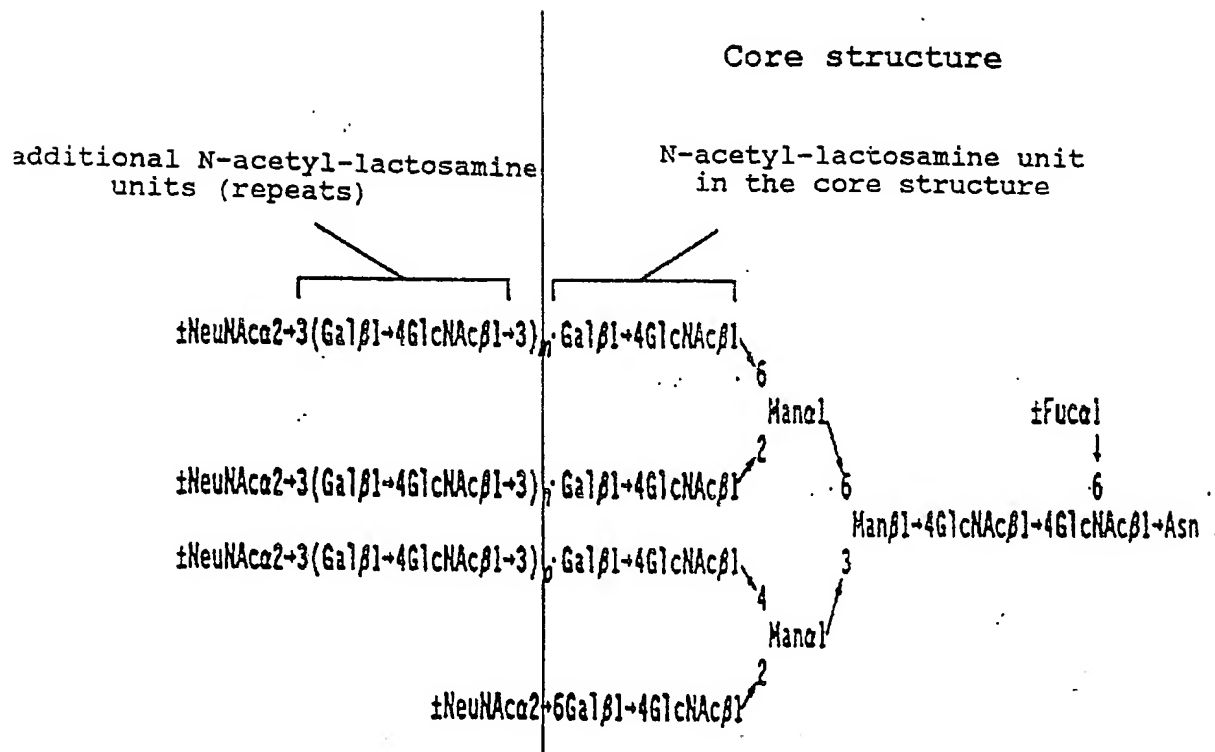 Core structure
additional N-acetyl-lactosamine
units (repeats)
N-acetyl-lactosamine unit
in the core structure
±NeuNAcα2→3(Galβ1→4GlcNAcβ1→3)m·Galβ1→4GlcNAcβ1
6
Manα1
±Fucα1
2
±NeuNAcα2→3(Galβ1→4GlcNAcβ1→3)n·Galβ1→4GlcNAcβ1
6
6
Manβ1→4GlcNAcβ1→4GlcNAcβ1→Asn
±NeuNAcα2→3(Galβ1→4GlcNAcβ1→3)o·Galβ1→4GlcNAcβ1
3
4
Manα1
2
±NeuNAcα2→6Galβ1→4GlcNAcβ1